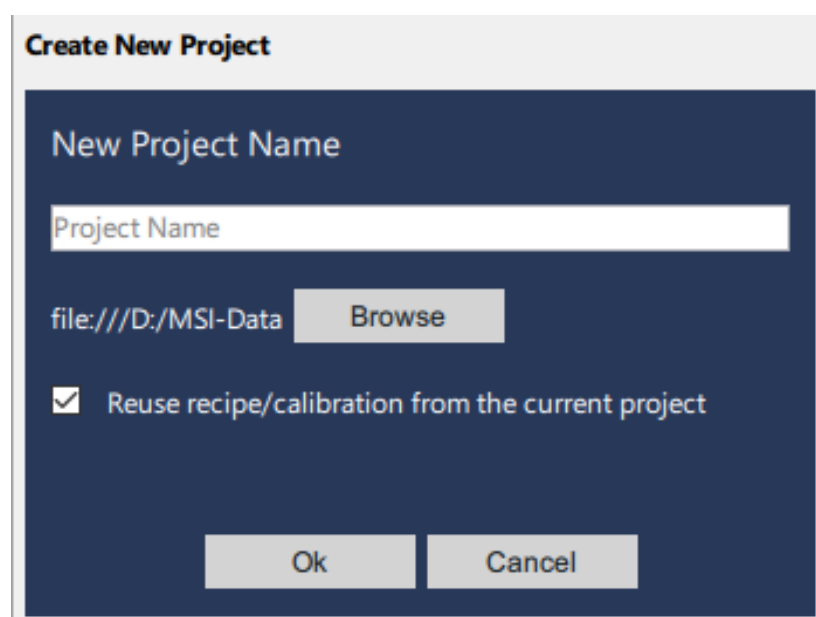 Create New Project
New Project Name
Project Name
file:///D:/MSI-Data Browse
Reuse recipe/calibration from the current project
Ok Cancel